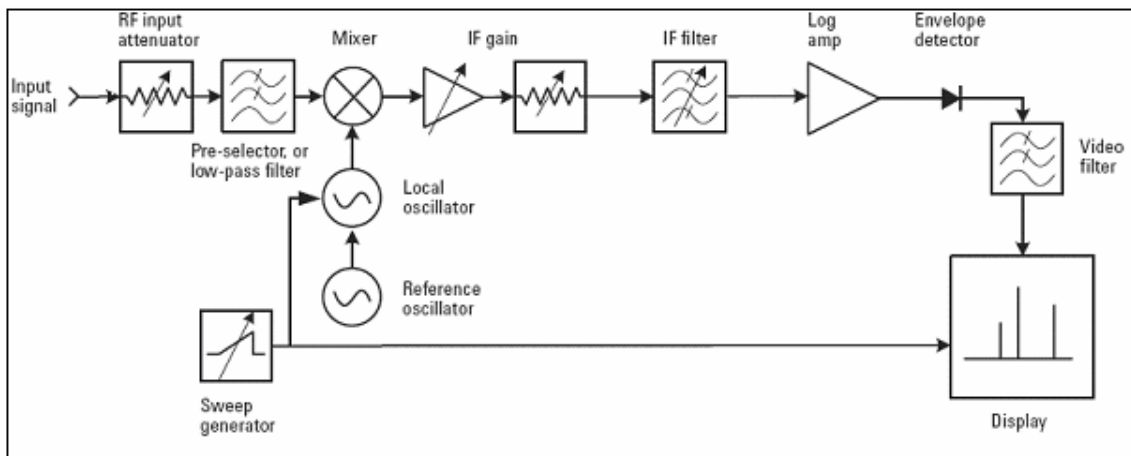 RF input
attenuator
Mixer
IF gain
IF filter
Log
amp
Envelope
detector
Input
signal
Pre-selector, or
low-pass filter
Video
filter
Local
oscillator
Reference
oscillator
Sweep
generator
Display